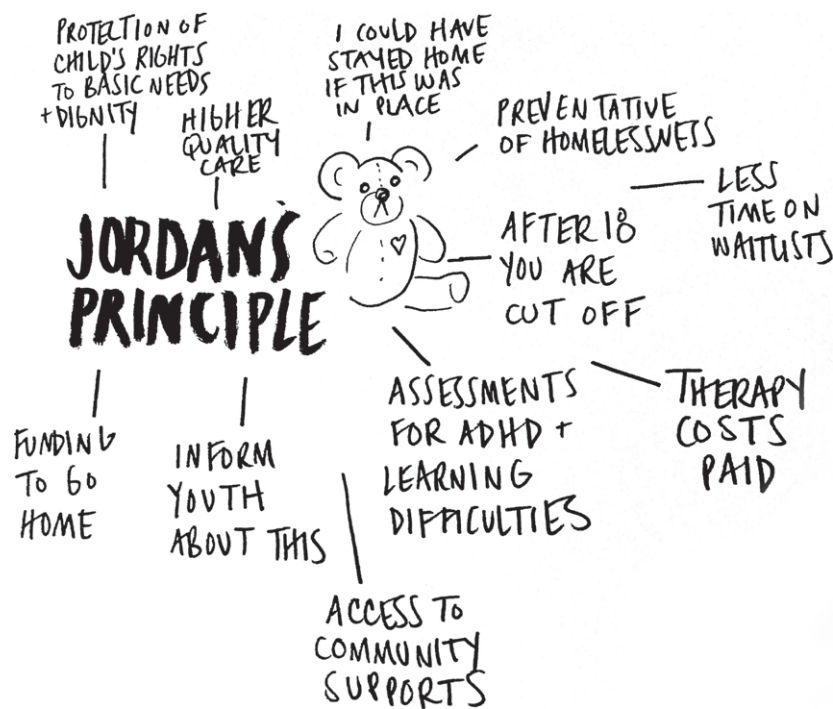 PROTECTION OF
CHILD'S RIGHTS
TO BASIC NEEDS
+ DIGNITY
HIGHER
QUALITY
CARE
I COULD HAVE
STAYED HOME
IF THIS WAS
IN PLACE
PREVENTATIVE
OF HOMELESSNESS
LESS
TIME ON
WAITLISTS
JORDAN'S
PRINCIPLE
AFTER 18
YOU ARE
CUT OFF
FUNDING
TO GO
HOME
INFORM
YOUTH
ABOUT THIS
ASSESSMENTS
FOR ADHD +
LEARNING
DIFFICULTIES
THERAPY
COSTS
PAID
ACCESS TO
COMMUNITY
SUPPORTS